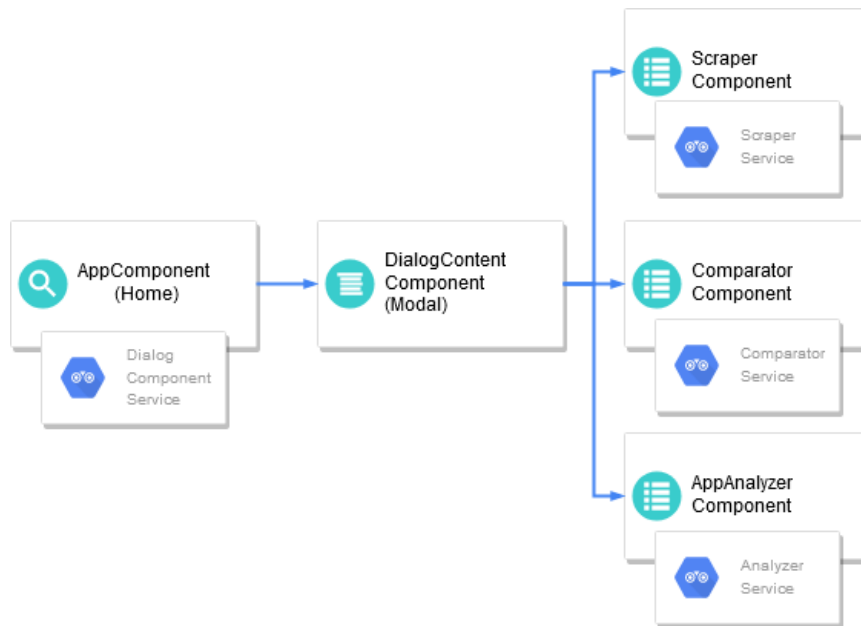 Scraper
Component
Scraper
Service
AppComponent
(Home)
Dialog
Component
Service
DialogContent
Component
(Modal)
Comparator
Component
Comparator
Service
AppAnalyzer
Component
Analyzer
Service